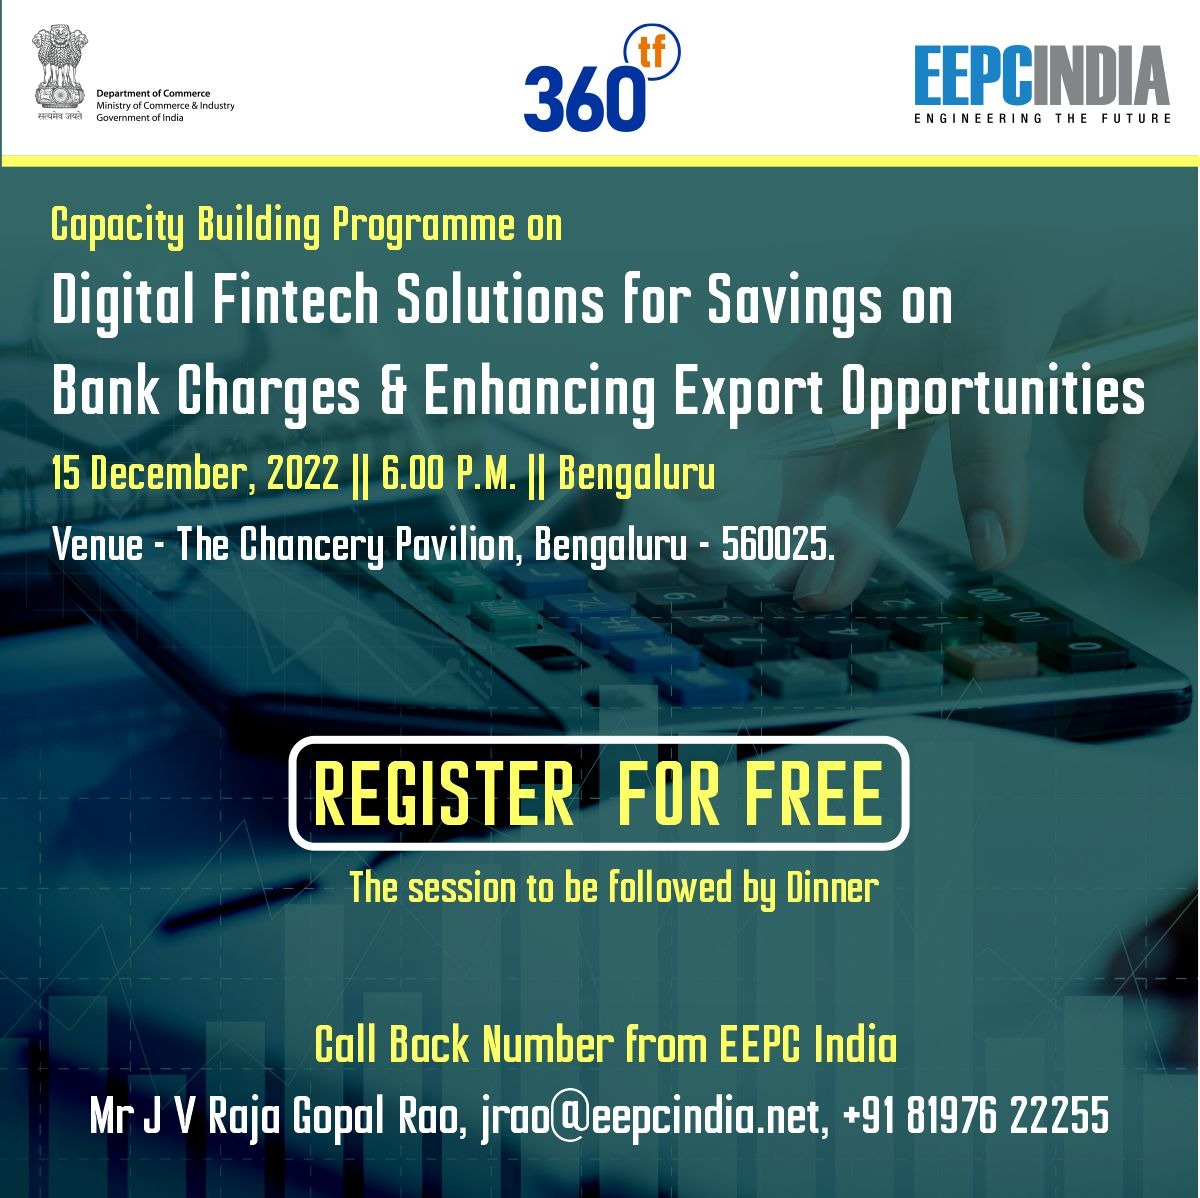 सत्यमेव जयते
Department of Commerce
Ministry of Commerce & Industry
Government of India
360tf
EEPCINDIA
ENGINEERING THE FUTURE
Capacity Building Programme on
Digital Fintech Solutions for Savings on
Bank Charges & Enhancing Export Opportunities
15 December, 2022 || 6.00 P.M. || Bengaluru
Venue - The Chancery Pavilion, Bengaluru - 560025.
REGISTER FOR FREE
The session to be followed by Dinner
Call Back Number from EEPC India
Mr J V Raja Gopal Rao, jrao@eepcindia.net, +91 81976 22255